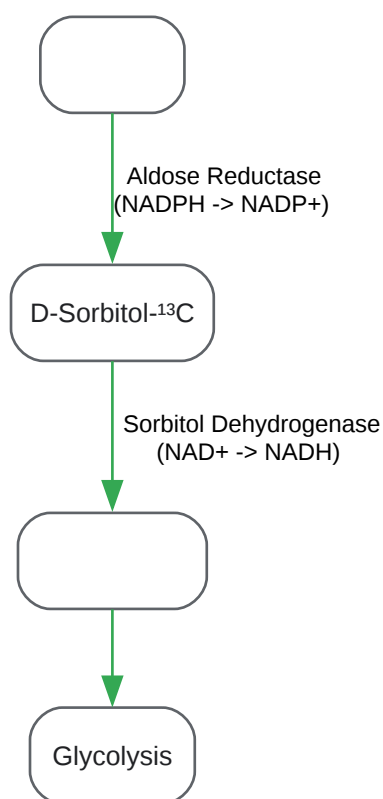 Aldose Reductase
(NADPH -> NADP+)
D-Sorbitol-¹³C
Sorbitol Dehydrogenase
(NAD+ -> NADH)
Glycolysis